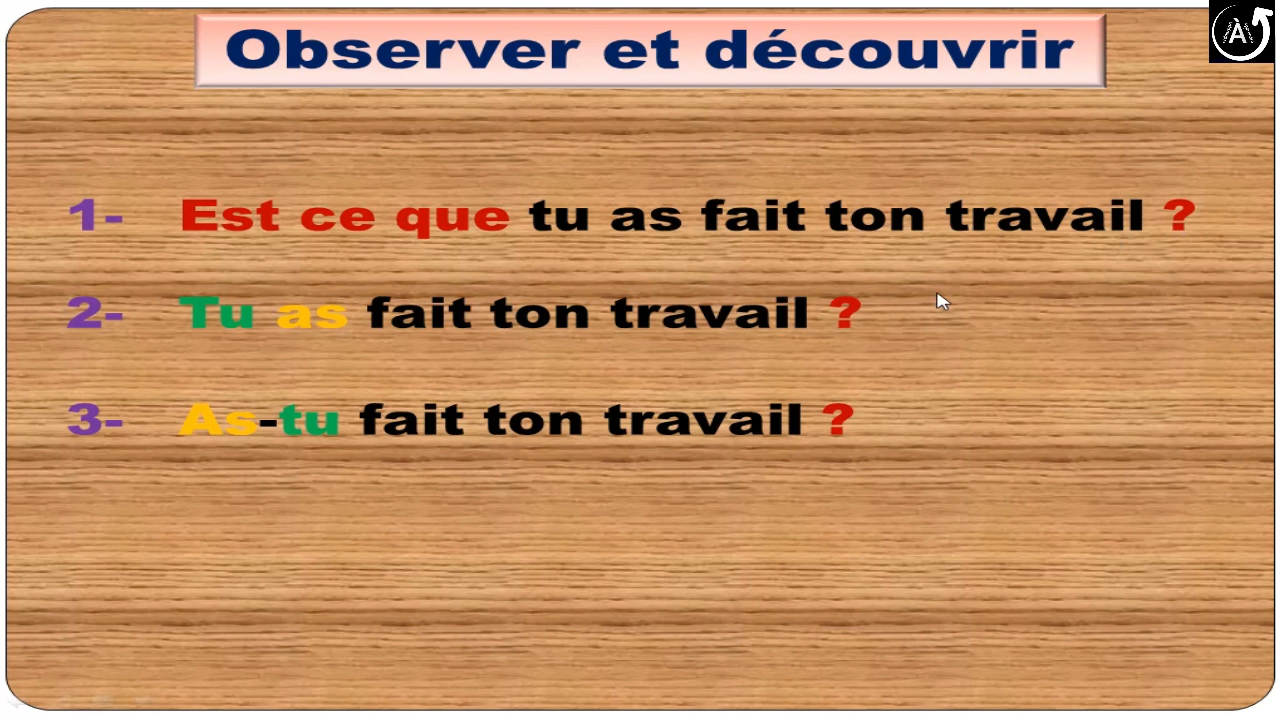 Observer et découvrir
1- Est ce que tu as fait ton travail ?
2- Tu as fait ton travail ?
3- As-tu fait ton travail ?